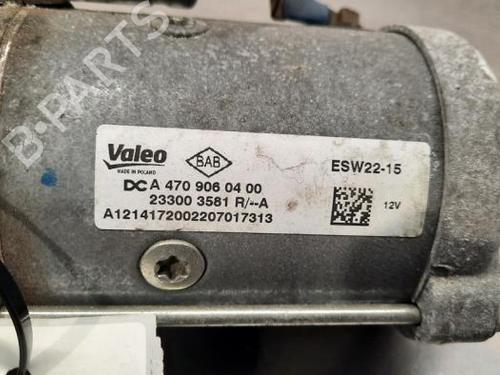 B-PARTS
Valeo
MADE IN POLAND
BAB
ESW22-15
DC A 470 906 04 00
23300 3581 R/--A
12V
A1214172002207017313